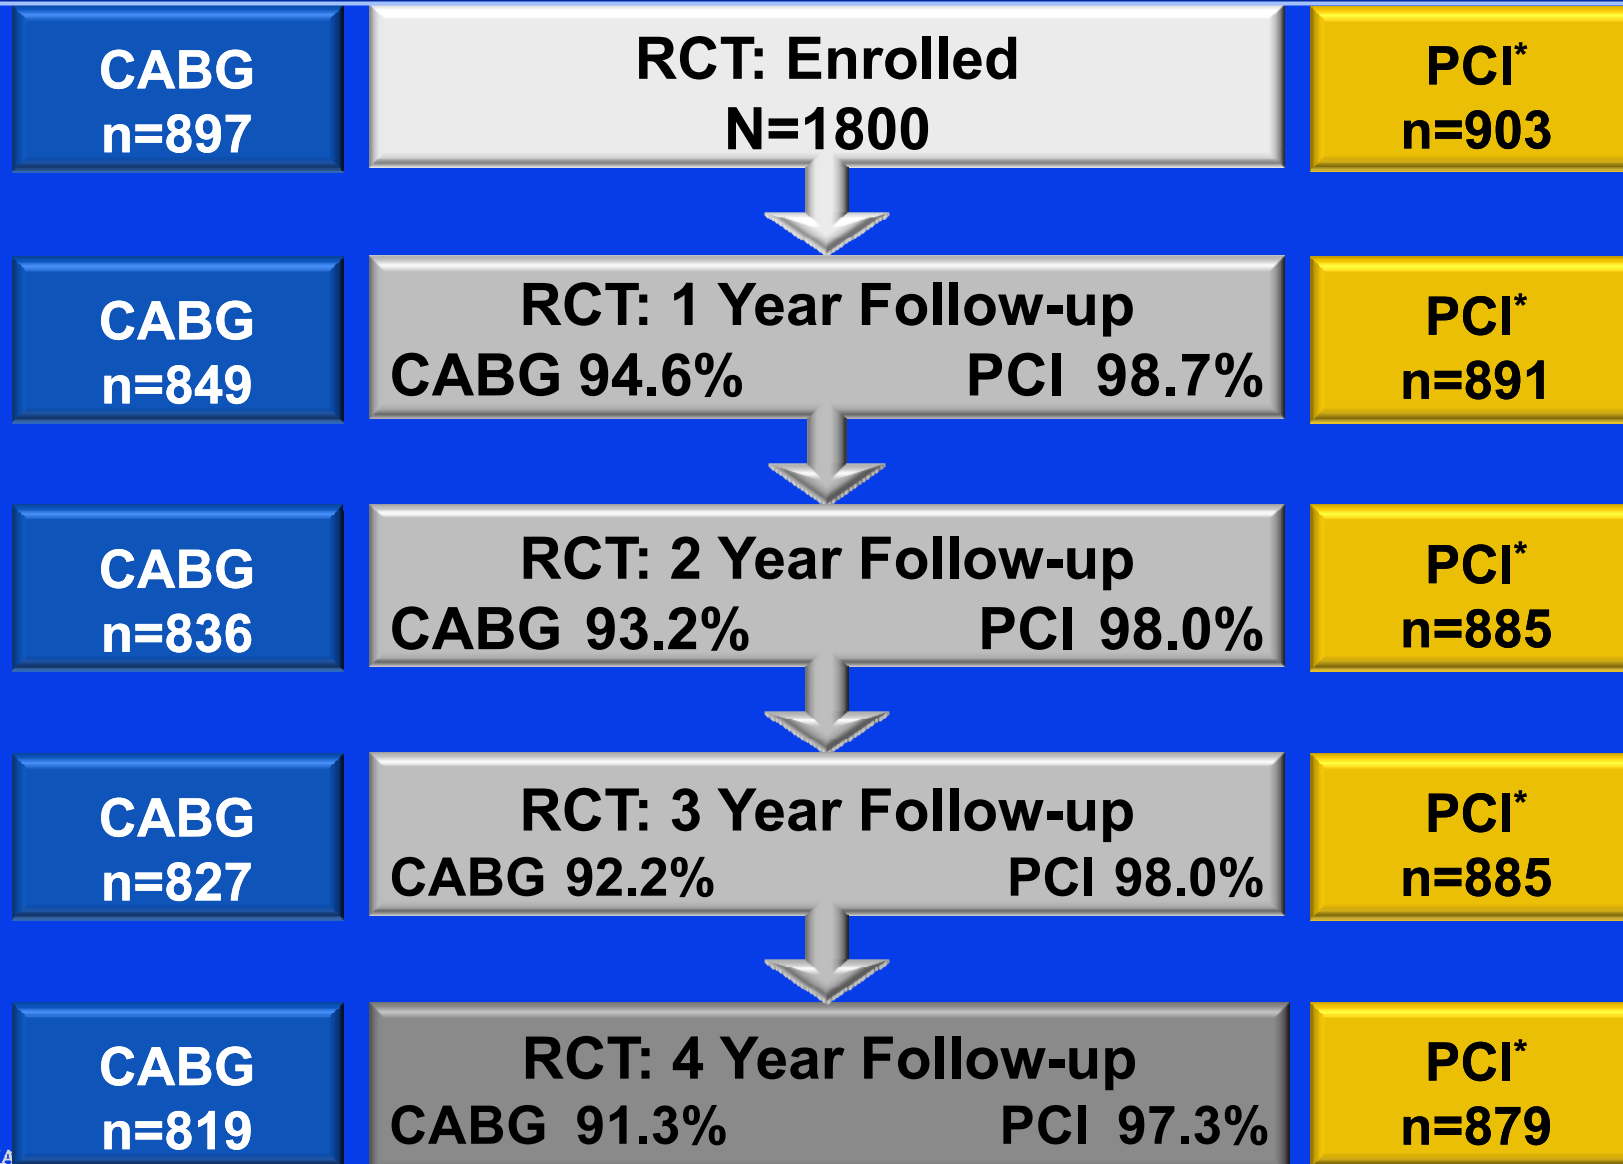 CABG
n=897
RCT: Enrolled
N=1800
PCI*
n=903
CABG
n=849
RCT: 1 Year Follow-up
CABG 94.6% PCI 98.7%
PCI*
n=891
CABG
n=836
RCT: 2 Year Follow-up
CABG 93.2% PCI 98.0%
PCI*
n=885
CABG
n=827
RCT: 3 Year Follow-up
CABG 92.2% PCI 98.0%
PCI*
n=885
CABG
n=819
RCT: 4 Year Follow-up
CABG 91.3% PCI 97.3%
PCI*
n=879